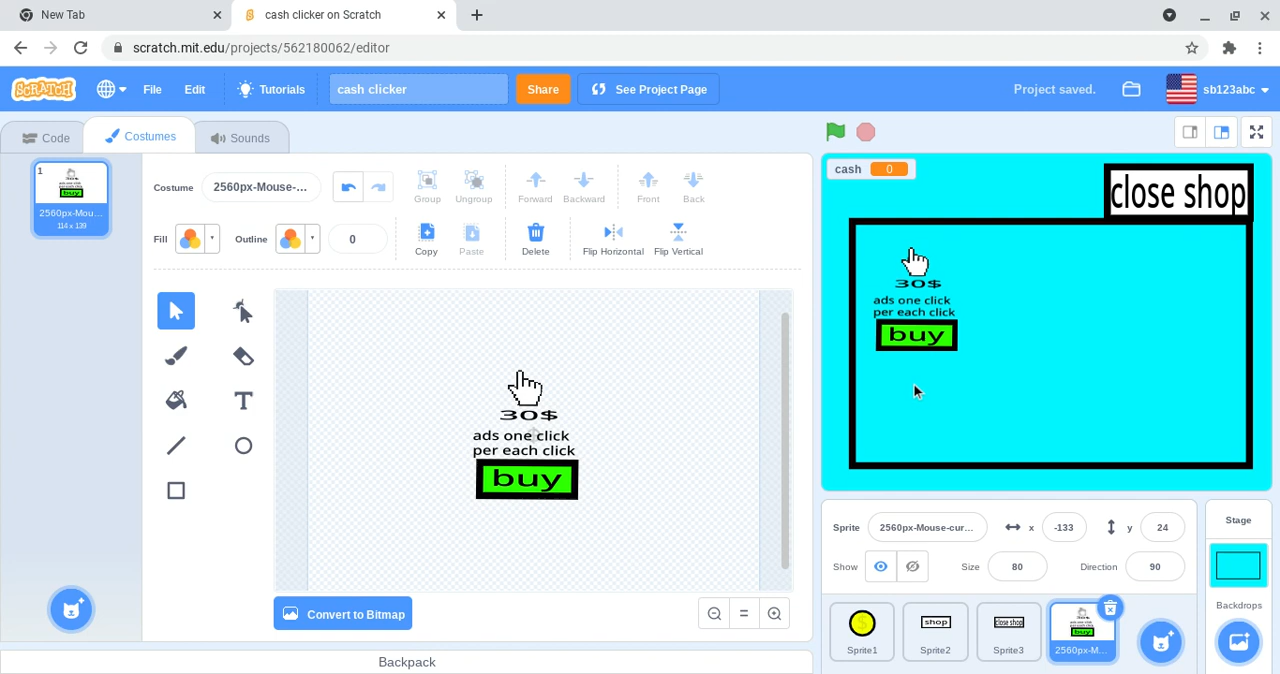 New Tab
cash clicker on Scratch
scratch.mit.edu/projects/562180062/editor
SCRATCH
File
Edit
Tutorials
cash clicker
Share
See Project Page
Project saved.
sb123abc
Code
Costumes
Sounds
1
2560px-Mou...
114 x 139
Costume
2560px-Mouse-...
Group
Ungroup
Forward
Backward
Front
Back
Fill
Outline
0
Copy
Paste
Delete
Flip Horizontal
Flip Vertical
30$
ads one click
per each click
buy
Convert to Bitmap
Backpack
cash 0
close shop
30$
ads one click
per each click
buy
Sprite
2560px-Mouse-cur...
x
-133
y
24
Show
Size
80
Direction
90
Sprite1
shop
Sprite2
close shop
Sprite3
buy
2560px-M...
Stage
Backdrops